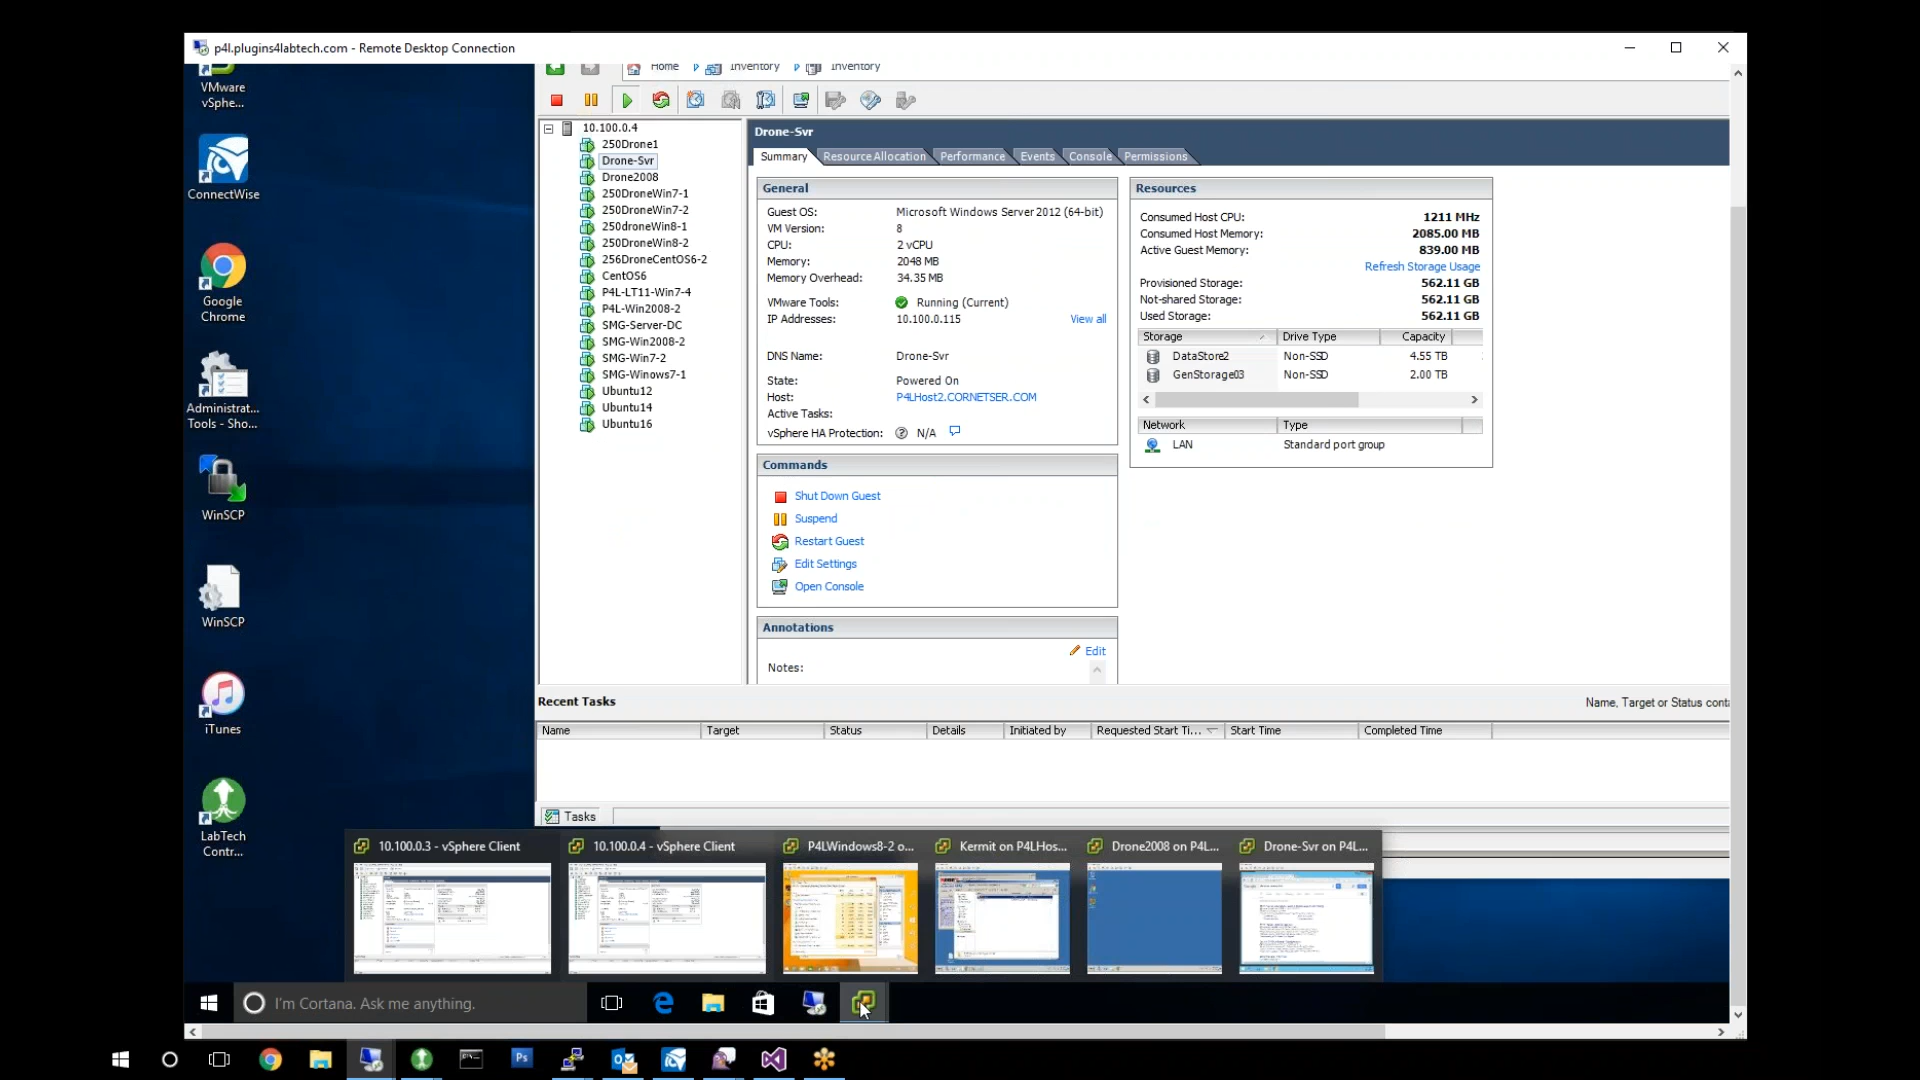 p4l.plugins4labtech.com - Remote Desktop Connection
VMware
vSphe...
ConnectWise
Google
Chrome
Administrat...
Tools - Sho...
WinSCP
WinSCP
iTunes
LabTech
Contr...
Home
Inventory
Inventory
10.100.0.4
250Drone1
Drone-Svr
Drone2008
250DroneWin7-1
250DroneWin7-2
250droneWin8-1
250DroneWin8-2
256DroneCentOS6-2
CentOS6
P4L-LT11-Win7-4
P4L-Win2008-2
SMG-Server-DC
SMG-Win2008-2
SMG-Win7-2
SMG-Winows7-1
Ubuntu12
Ubuntu14
Ubuntu16
Drone-Svr
Summary Resource Allocation Performance Events Console Permissions
General
Guest OS: Microsoft Windows Server 2012 (64-bit)
VM Version: 8
CPU: 2 vCPU
Memory: 2048 MB
Memory Overhead: 34.35 MB
VMware Tools: Running (Current)
IP Addresses: 10.100.0.115 View all
DNS Name: Drone-Svr
State: Powered On
Host: P4LHost2.CORNETSER.COM
Active Tasks:
vSphere HA Protection: N/A
Commands
Shut Down Guest
Suspend
Restart Guest
Edit Settings
Open Console
Annotations
Edit
Notes:
Resources
Consumed Host CPU: 1211 MHz
Consumed Host Memory: 2085.00 MB
Active Guest Memory: 839.00 MB
Refresh Storage Usage
Provisioned Storage: 562.11 GB
Not-shared Storage: 562.11 GB
Used Storage: 562.11 GB
Storage Drive Type Capacity
DataStore2 Non-SSD 4.55 TB
GenStorage03 Non-SSD 2.00 TB
Network Type
LAN Standard port group
Recent Tasks
Name, Target or Status cont
Name Target Status Details Initiated by Requested Start Ti... Start Time Completed Time
Tasks
10.100.0.3 - vSphere Client
10.100.0.4 - vSphere Client
P4LWindows8-2 o...
Kermit on P4LHos...
Drone2008 on P4L...
Drone-Svr on P4L...
I'm Cortana. Ask me anything.
Ps